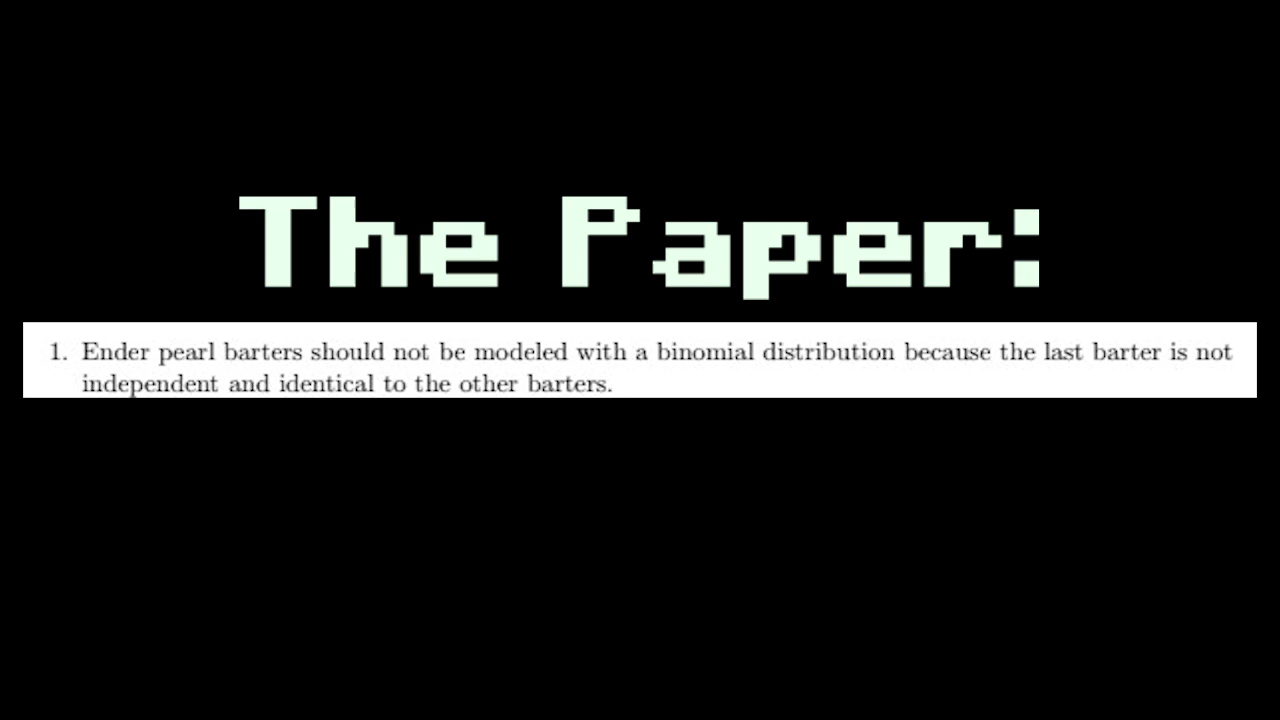 The Paper:
1. Ender pearl barters should not be modeled with a binomial distribution because the last barter is not
independent and identical to the other barters.